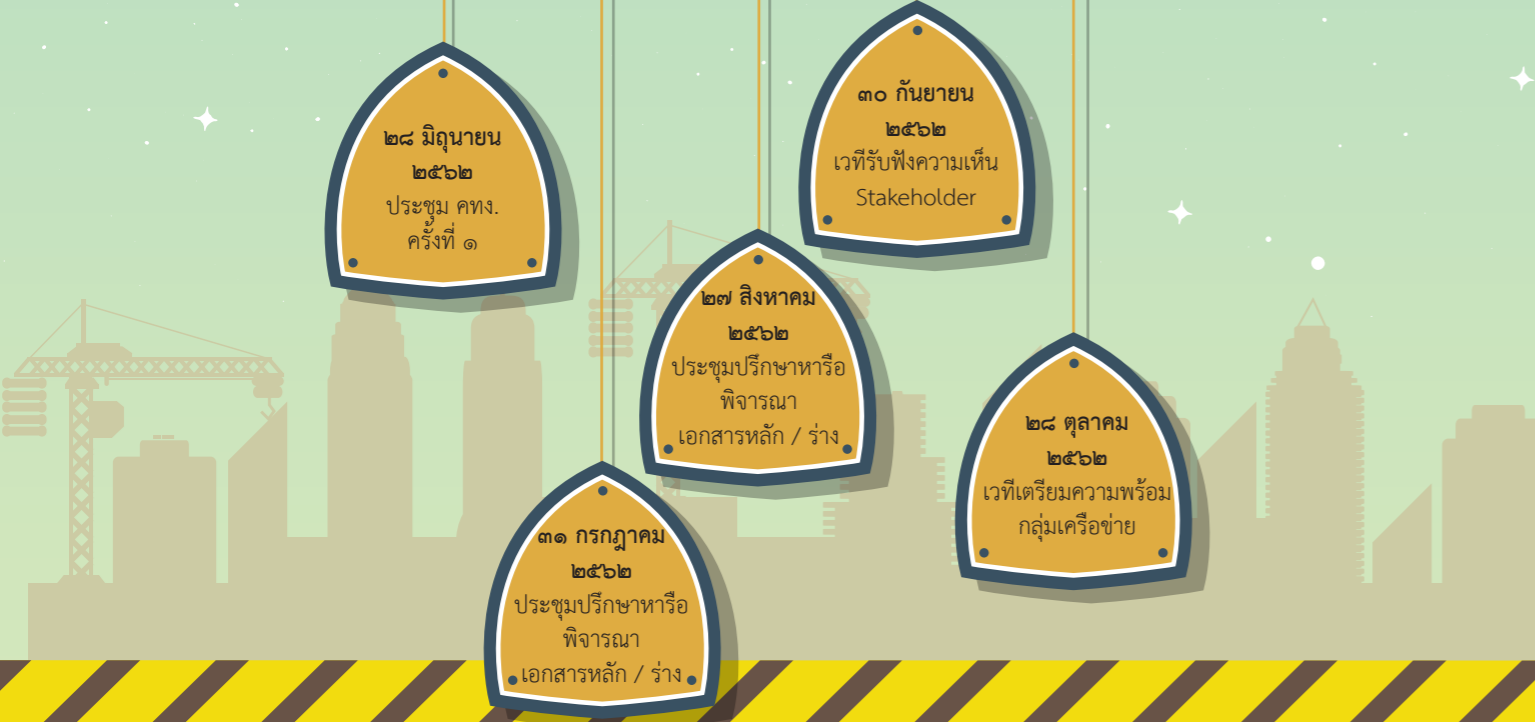 ๒๘ มิถุนายน
๒๕๖๒
ประชุม คทง.
ครั้งที่ ๑
๓๑ กรกฎาคม
๒๕๖๒
ประชุมปรึกษาหารือ
พิจารณา
เอกสารหลัก / ร่าง
๒๗ สิงหาคม
๒๕๖๒
ประชุมปรึกษาหารือ
พิจารณา
เอกสารหลัก / ร่าง
๓๐ กันยายน
๒๕๖๒
เวทีรับฟังความเห็น
Stakeholder
๒๘ ตุลาคม
๒๕๖๒
เวทีเตรียมความพร้อม
กลุ่มเครือข่าย